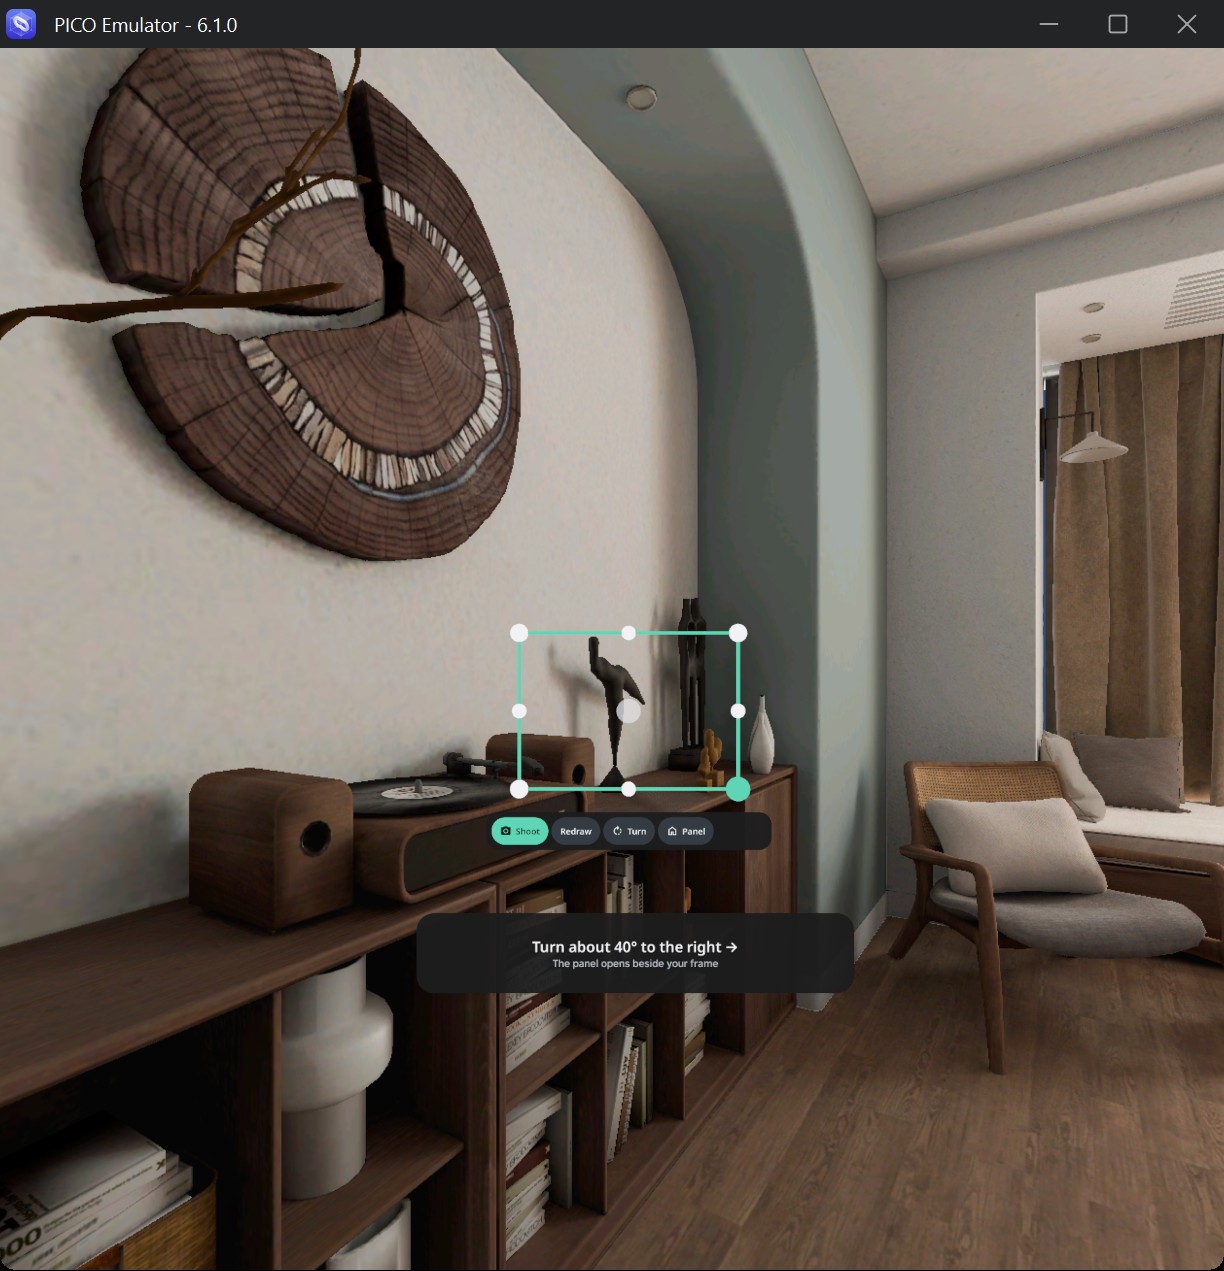 PICO Emulator - 6.1.0
Shoot
Redraw
Turn
Panel
Turn about 40° to the right →
The panel opens beside your frame